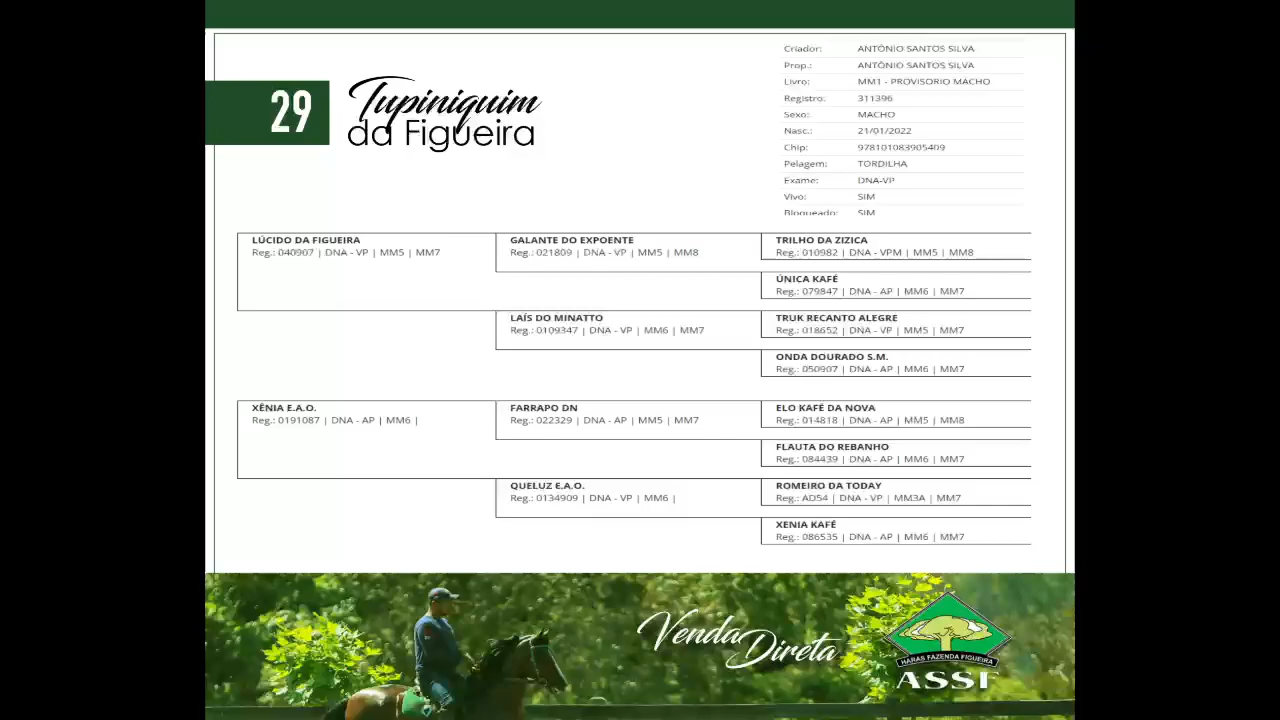 29
Tupiniquim
da Figueira
Criador: ANTÔNIO SANTOS SILVA
Prop.: ANTÔNIO SANTOS SILVA
Livro: MM1 - PROVISORIO MACHO
Registro: 311396
Sexo: MACHO
Nasc.: 21/01/2022
Chip: 978101083905409
Pelagem: TORDILHA
Exame: DNA-VP
Vivo: SIM
Bloqueado: SIM
LÚCIDO DA FIGUEIRA
Reg.: 040907 | DNA - VP | MM5 | MM7
GALANTE DO EXPOENTE
Reg.: 021809 | DNA - VP | MM5 | MM8
TRILHO DA ZIZICA
Reg.: 010982 | DNA - VPM | MM5 | MM8
ÚNICA KAFÉ
Reg.: 079847 | DNA - AP | MM6 | MM7
LAÍS DO MINATTO
Reg.: 0109347 | DNA - VP | MM6 | MM7
TRUK RECANTO ALEGRE
Reg.: 018652 | DNA - VP | MM5 | MM7
ONDA DOURADO S.M.
Reg.: 050907 | DNA - AP | MM6 | MM7
XÊNIA E.A.O.
Reg.: 0191087 | DNA - AP | MM6 |
FARRAPO DN
Reg.: 022329 | DNA - AP | MM5 | MM7
ELO KAFÉ DA NOVA
Reg.: 014818 | DNA - AP | MM5 | MM8
FLAUTA DO REBANHO
Reg.: 084439 | DNA - AP | MM6 | MM7
QUELUZ E.A.O.
Reg.: 0134909 | DNA - VP | MM6 |
ROMEIRO DA TODAY
Reg.: AD54 | DNA - VP | MM3A | MM7
XENIA KAFÉ
Reg.: 086535 | DNA - AP | MM6 | MM7
Venda Direta
HARAS FAZENDA FIGUEIRA
ASSF